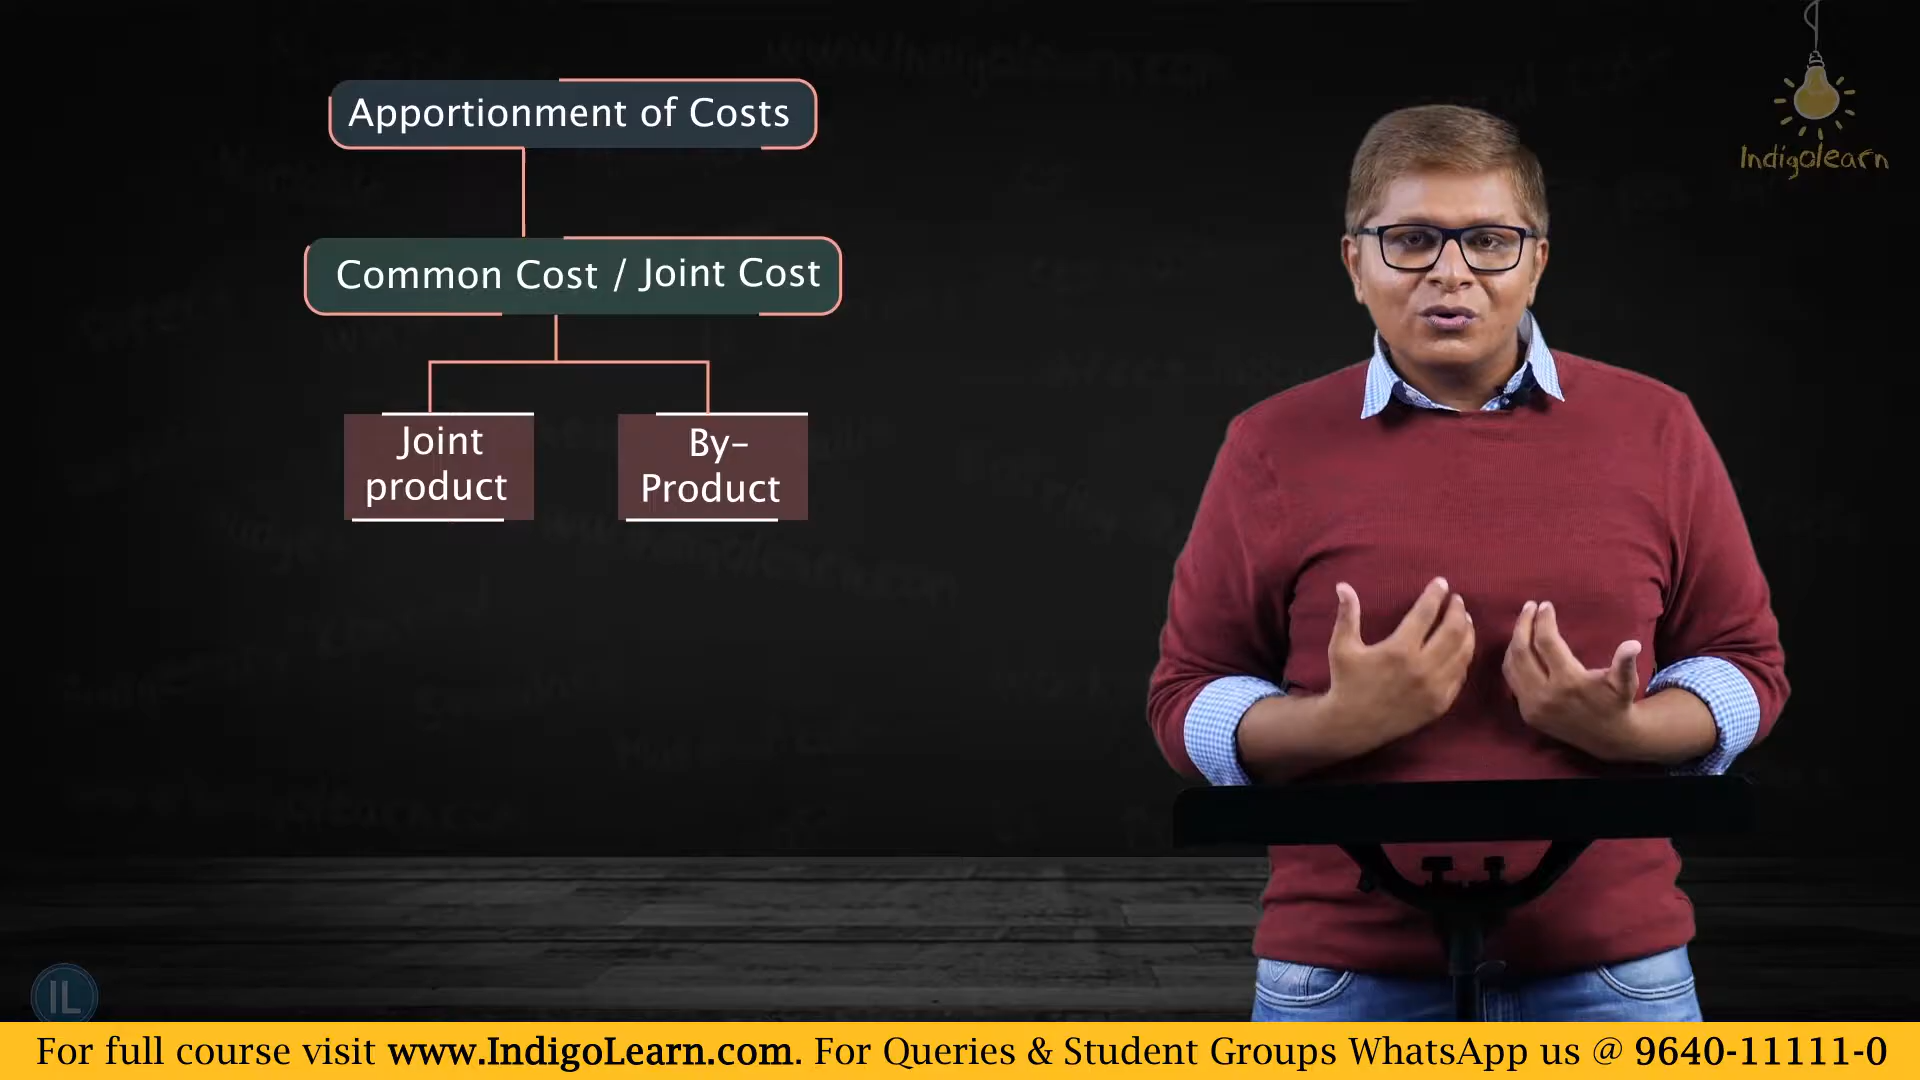 Apportionment of Costs
Common Cost / Joint Cost
Joint
product
By-
Product
Indigolearn
IL
For full course visit www.IndigoLearn.com. For Queries & Student Groups WhatsApp us @ 9640-11111-0